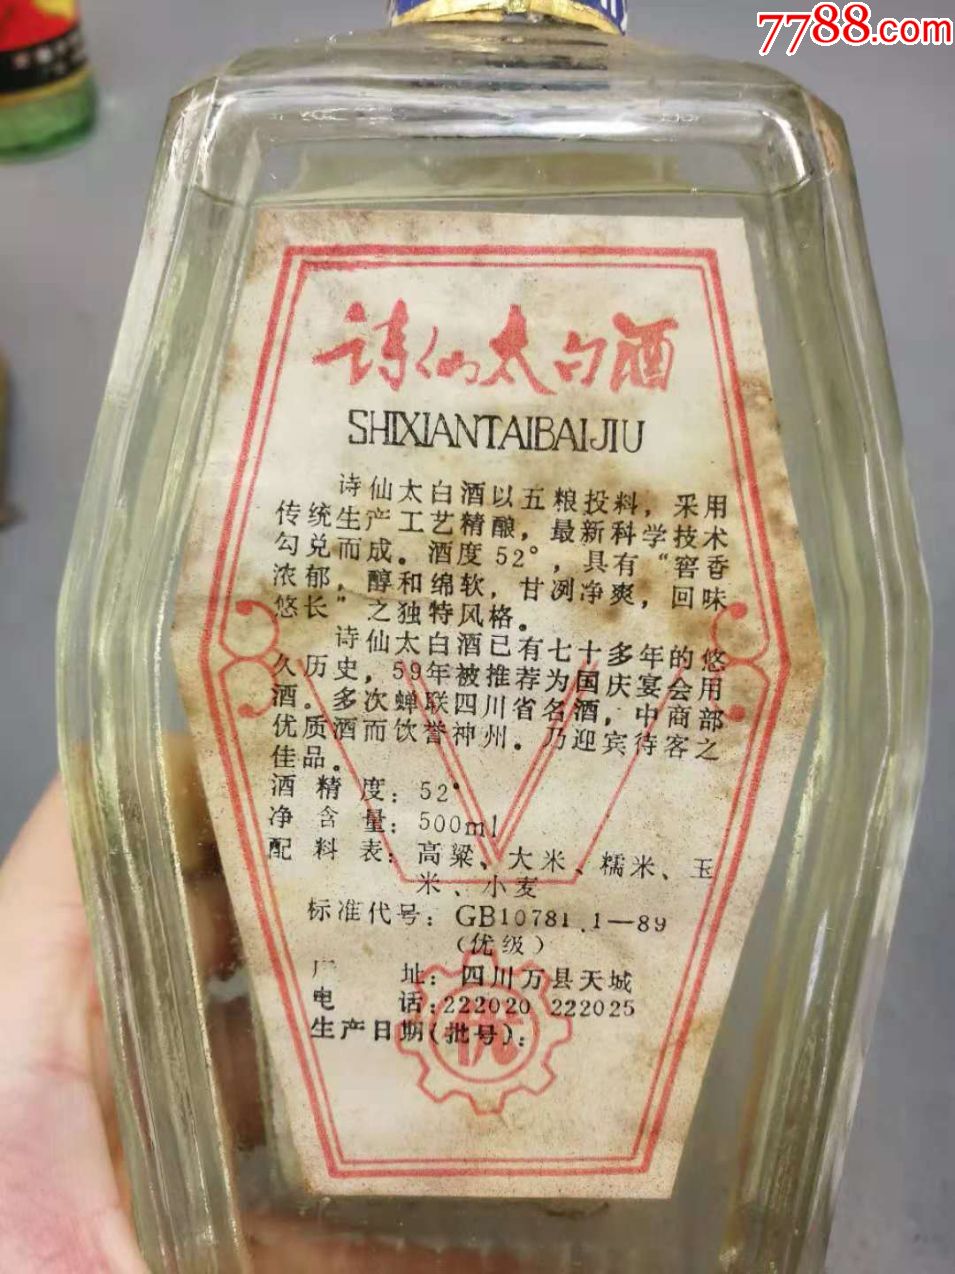 7788.com
诗仙太白酒
SHIXIANTAIBAIJIU
诗仙太白酒以五粮投料，采用
传统生产工艺精酿，最新科学技术
勾兑而成。酒度52°，具有“窖香
浓郁，醇和绵软，甘冽净爽，回味
悠长”之独特风格。
诗仙太白酒已有七十多年的悠
久历史，59年被推荐为国庆宴会用
酒。多次蝉联四川省名酒，中商部
优质酒而饮誉神州。乃迎宾待客之
佳品。
酒精度：52°
净含量：500ml
配料表：高粱、大米、糯米、玉
米、小麦
标准代号：GB10781.1—89
（优级）
厂址：四川万县天城
电话：222020 222025
生产日期(批号)：
优